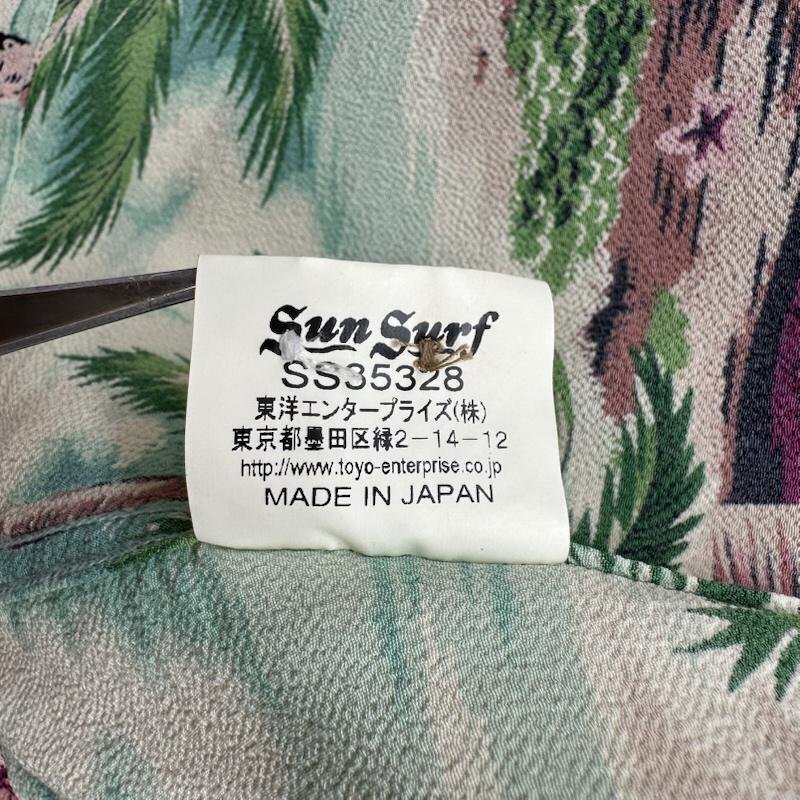 Sun Surf
SS35328
東洋エンタープライズ(株)
東京都墨田区緑2-14-12
http://www.toyo-enterprise.co.jp
MADE IN JAPAN